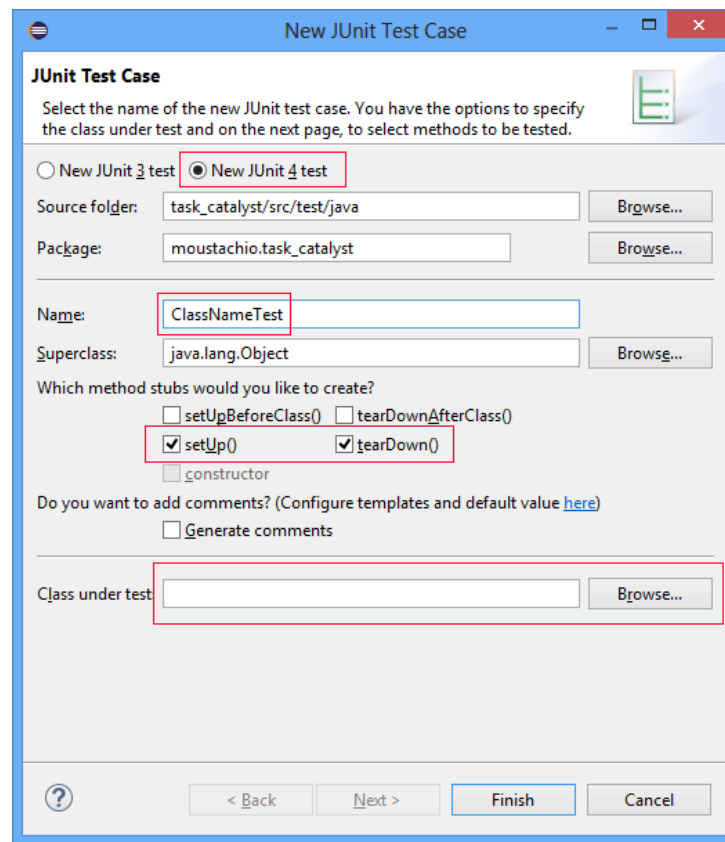 New JUnit Test Case
JUnit Test Case
Select the name of the new JUnit test case. You have the options to specify
the class under test and on the next page, to select methods to be tested.
New JUnit 3 test New JUnit 4 test
Source folder: task_catalyst/src/test/java Browse...
Package: moustachio.task_catalyst Browse...
Name: ClassNameTest
Superclass: java.lang.Object Browse...
Which method stubs would you like to create?
setUpBeforeClass() tearDownAfterClass()
setUp() tearDown()
constructor
Do you want to add comments? (Configure templates and default value here)
Generate comments
Class under test: Browse...
? < Back Next > Finish Cancel